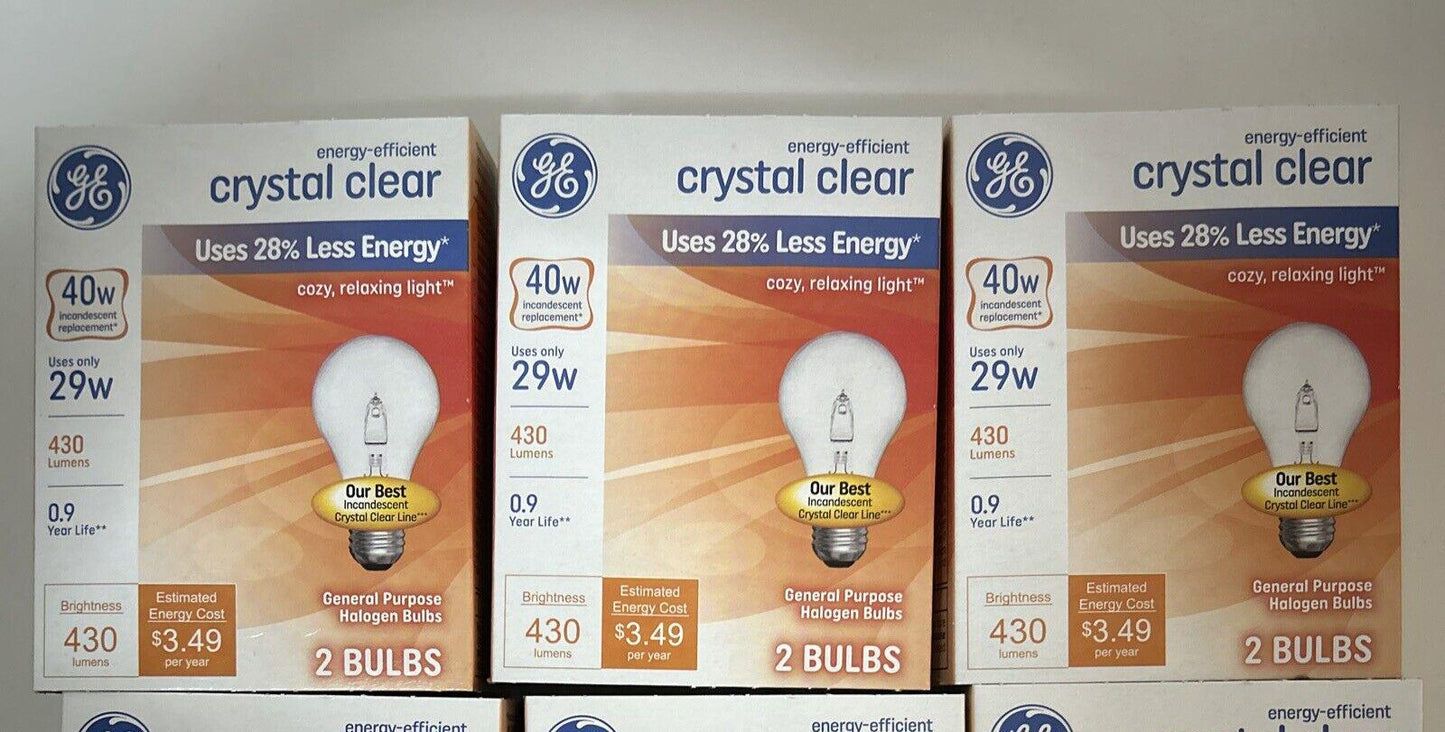 GE
energy-efficient
crystal clear
Uses 28% Less Energy*
cozy, relaxing light™
40w
incandescent
replacement*
Uses only
29w
430
Lumens
0.9
Year Life**
Our Best
Incandescent
Crystal Clear Line***
Brightness
430
lumens
Estimated
Energy Cost
$3.49
per year
General Purpose
Halogen Bulbs
2 BULBS
GE
energy-efficient
crystal clear
Uses 28% Less Energy*
cozy, relaxing light™
40w
incandescent
replacement*
Uses only
29w
430
Lumens
0.9
Year Life**
Our Best
Incandescent
Crystal Clear Line***
Brightness
430
lumens
Estimated
Energy Cost
$3.49
per year
General Purpose
Halogen Bulbs
2 BULBS
GE
energy-efficient
crystal clear
Uses 28% Less Energy*
cozy, relaxing light™
40w
incandescent
replacement*
Uses only
29w
430
Lumens
0.9
Year Life**
Our Best
Incandescent
Crystal Clear Line***
Brightness
430
lumens
Estimated
Energy Cost
$3.49
per year
General Purpose
Halogen Bulbs
2 BULBS
energy-efficient
energy-efficient
energy-efficient